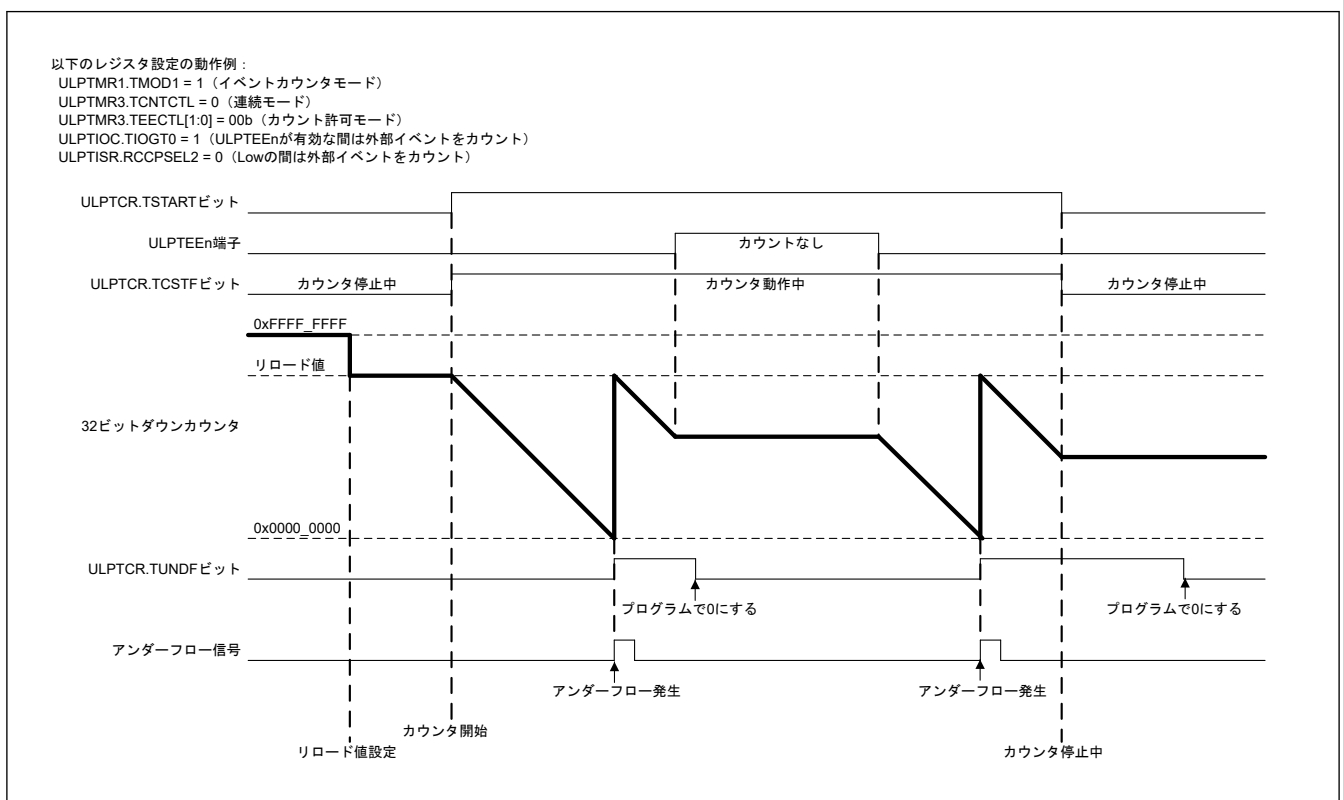 以下のレジスタ設定の動作例：
ULPTMR1.TMOD1 = 1（イベントカウンタモード）
ULPTMR3.TCNTCTL = 0（連続モード）
ULPTMR3.TEECTL[1:0] = 00b（カウント許可モード）
ULPTIOC.TIOGT0 = 1（ULPTEEnが有効な間は外部イベントをカウント）
ULPTISR.RCCPSEL2 = 0（Lowの間は外部イベントをカウント）
ULPTCR.TSTARTビット
ULPTEEn端子
カウントなし
ULPTCR.TCSTFビット
カウンタ停止中
カウンタ動作中
カウンタ停止中
0xFFFF_FFFF
リロード値
32ビットダウンカウンタ
0x0000_0000
ULPTCR.TUNDFビット
プログラムで0にする
プログラムで0にする
アンダーフロー信号
アンダーフロー発生
アンダーフロー発生
カウンタ開始
リロード値設定
カウンタ停止中